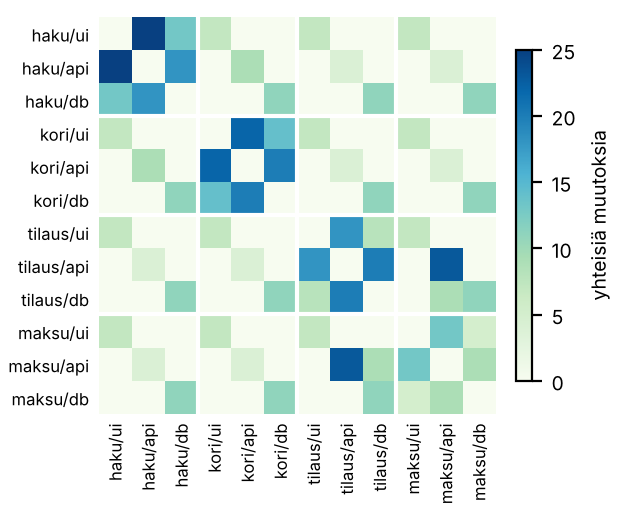 haku/ui
haku/api
haku/db
kori/ui
kori/api
kori/db
tilaus/ui
tilaus/api
tilaus/db
maksu/ui
maksu/api
maksu/db
haku/ui
haku/api
haku/db
kori/ui
kori/api
kori/db
tilaus/ui
tilaus/api
tilaus/db
maksu/ui
maksu/api
maksu/db
25
20
15
10
5
0
yhteisiä muutoksia